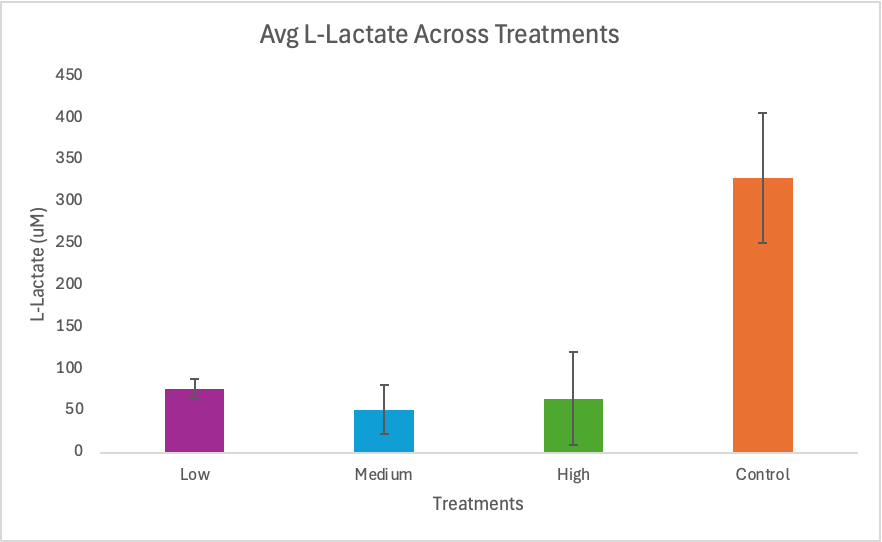 Avg L-Lactate Across Treatments
L-Lactate (uM)
450
400
350
300
250
200
150
100
50
0
Low Medium High Control
Treatments